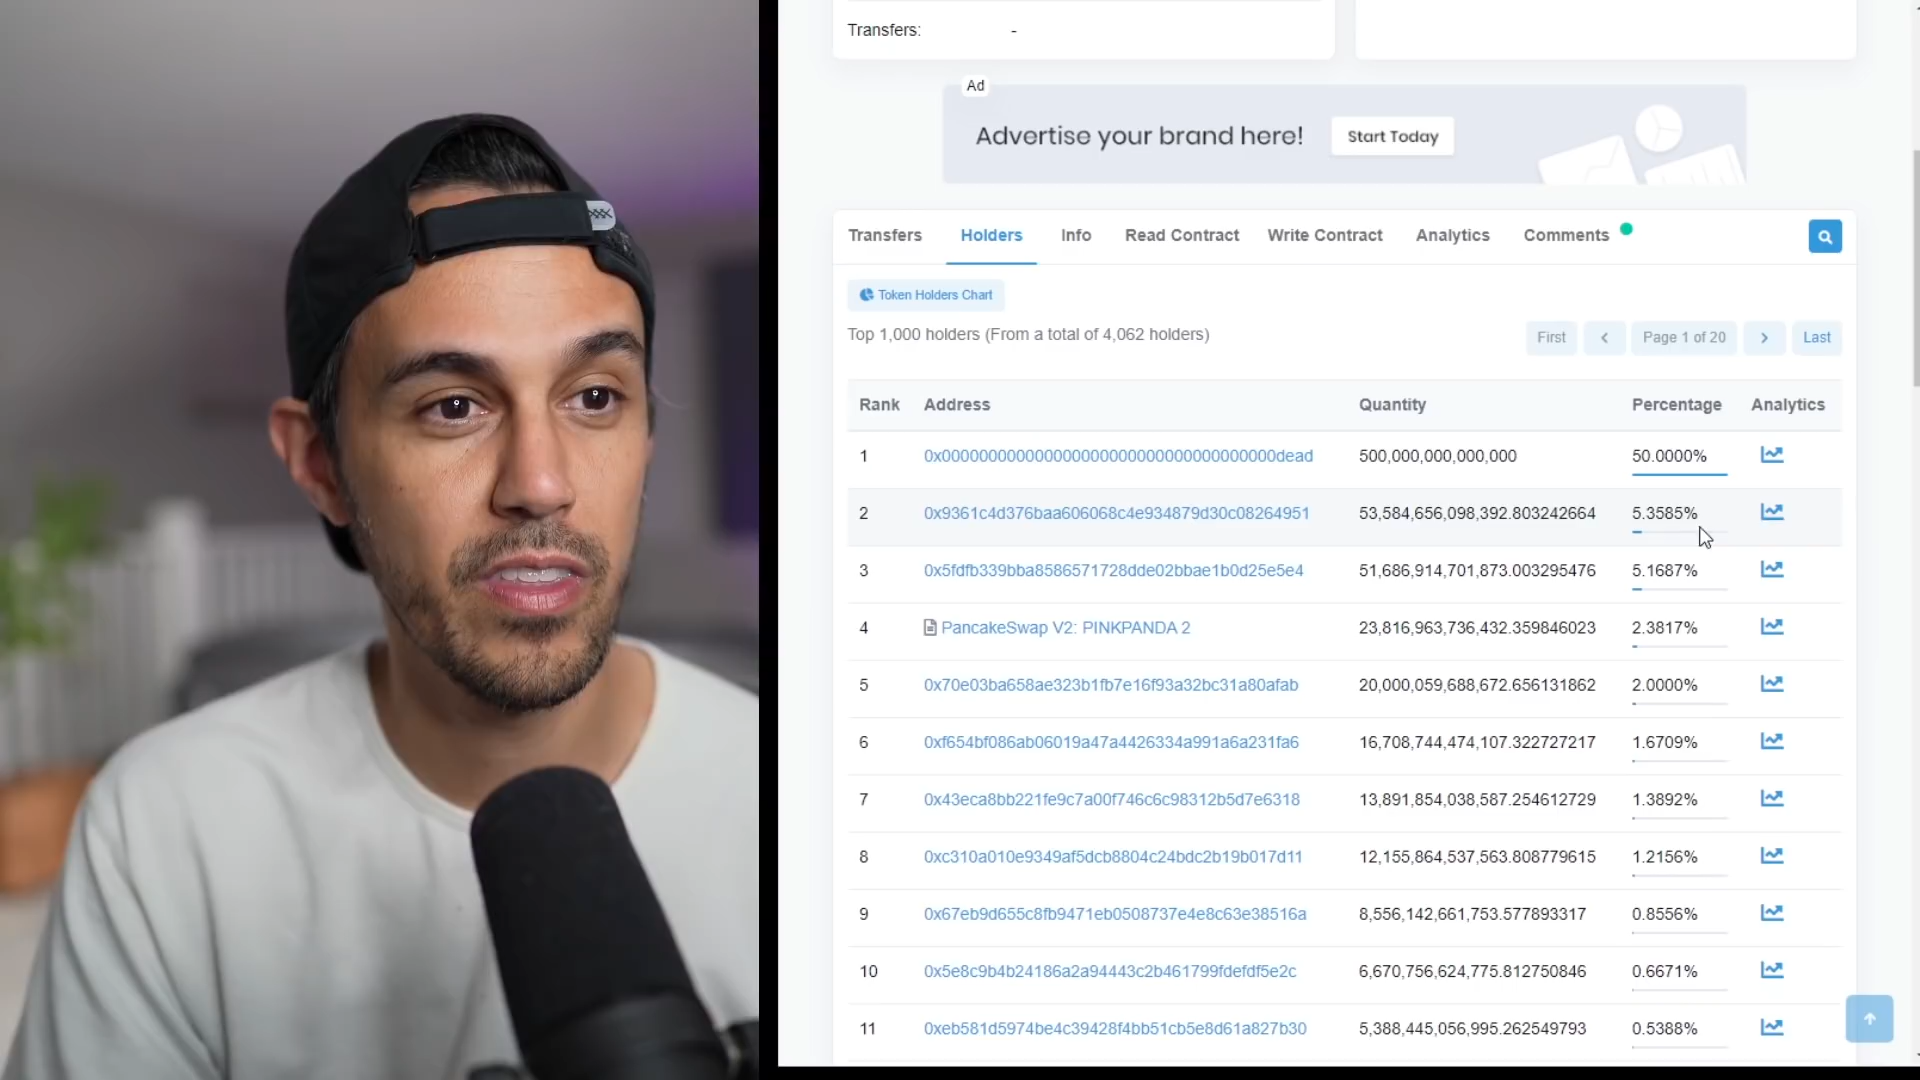 Transfers: -
Ad
Advertise your brand here! Start Today
Transfers Holders Info Read Contract Write Contract Analytics Comments
Token Holders Chart
Top 1,000 holders (From a total of 4,062 holders)
First Page 1 of 20 Last
Rank Address Quantity Percentage Analytics
1 0x000000000000000000000000000000000000dead 500,000,000,000,000 50.0000%
2 0x9361c4d376baa606068c4e934879d30c08264951 53,584,656,098,392.803242664 5.3585%
3 0x5fdfb339bba8586571728dde02bbae1b0d25e5e4 51,686,914,701,873.003295476 5.1687%
4 PancakeSwap V2: PINKPANDA 2 23,816,963,736,432.359846023 2.3817%
5 0x70e03ba658ae323b1fb7e16f93a32bc31a80afab 20,000,059,688,672.656131862 2.0000%
6 0xf654bf086ab06019a47a4426334a991a6a231fa6 16,708,744,474,107.322727217 1.6709%
7 0x43eca8bb221fe9c7a00f746c6c98312b5d7e6318 13,891,854,038,587.254612729 1.3892%
8 0xc310a010e9349af5dcb8804c24bdc2b19b017d11 12,155,864,537,563.808779615 1.2156%
9 0x67eb9d655c8fb9471eb0508737e4e8c63e38516a 8,556,142,661,753.577893317 0.8556%
10 0x5e8c9b4b24186a2a94443c2b461799fdefdf5e2c 6,670,756,624,775.812750846 0.6671%
11 0xeb581d5974be4c39428f4bb51cb5e8d61a827b30 5,388,445,056,995.262549793 0.5388%